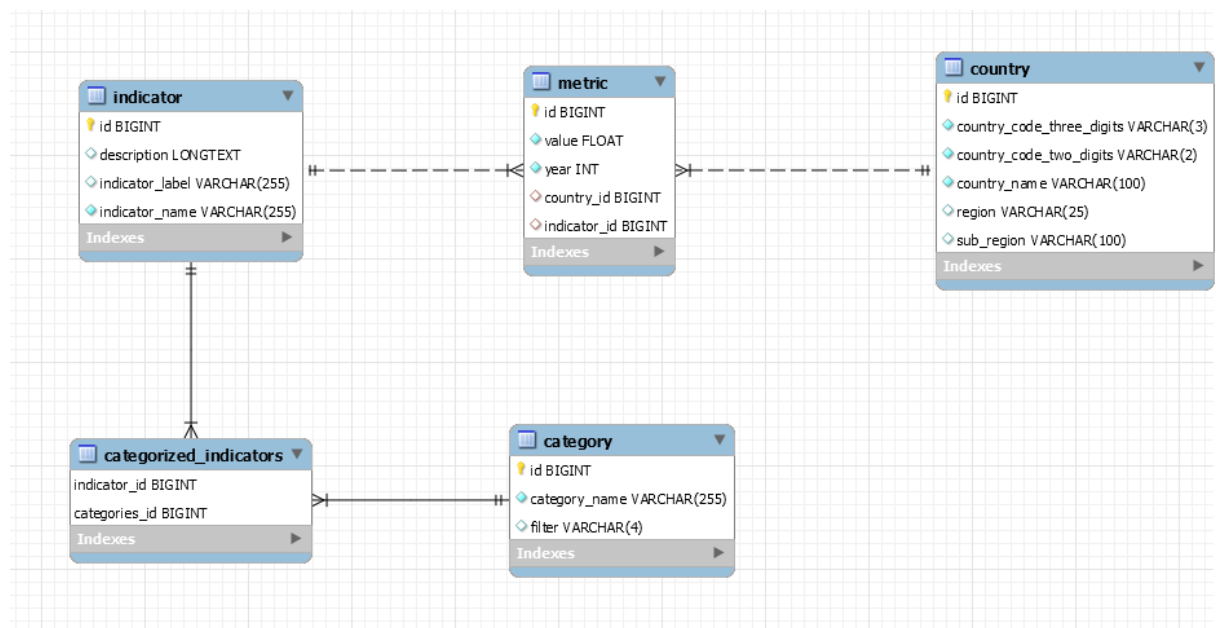 indicator
id BIGINT
description LONGTEXT
indicator_label VARCHAR(255)
indicator_name VARCHAR(255)
Indexes
metric
id BIGINT
value FLOAT
year INT
country_id BIGINT
indicator_id BIGINT
Indexes
country
id BIGINT
country_code_three_digits VARCHAR(3)
country_code_two_digits VARCHAR(2)
country_name VARCHAR(100)
region VARCHAR(25)
sub_region VARCHAR(100)
Indexes
categorized_indicators
indicator_id BIGINT
categories_id BIGINT
Indexes
category
id BIGINT
category_name VARCHAR(255)
filter VARCHAR(4)
Indexes